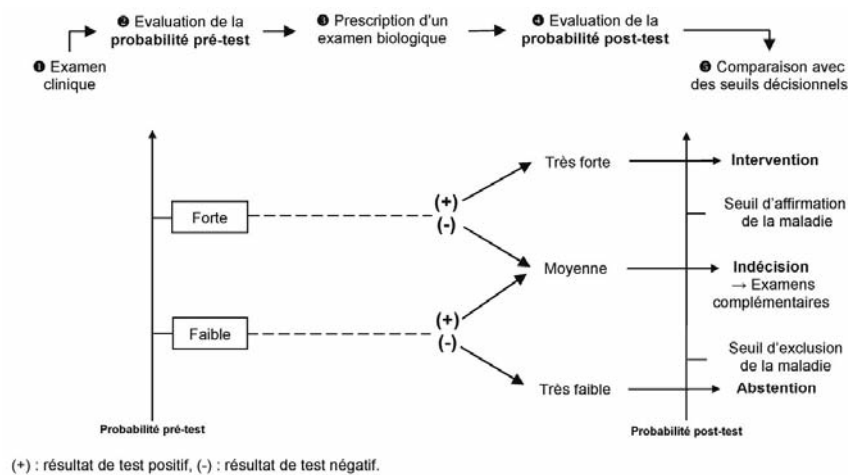 ❷ Evaluation de la
probabilité pré-test
❸ Prescription d'un
examen biologique
❹ Evaluation de la
probabilité post-test
❶ Examen
clinique
❺ Comparaison avec
des seuils décisionnels
Très forte
Intervention
Forte
(+)
(-)
Seuil d'affirmation
de la maladie
Moyenne
Indécision
→ Examens
complémentaires
Faible
(+)
(-)
Seuil d'exclusion
de la maladie
Très faible
Abstention
Probabilité pré-test
Probabilité post-test
(+) : résultat de test positif, (-) : résultat de test négatif.